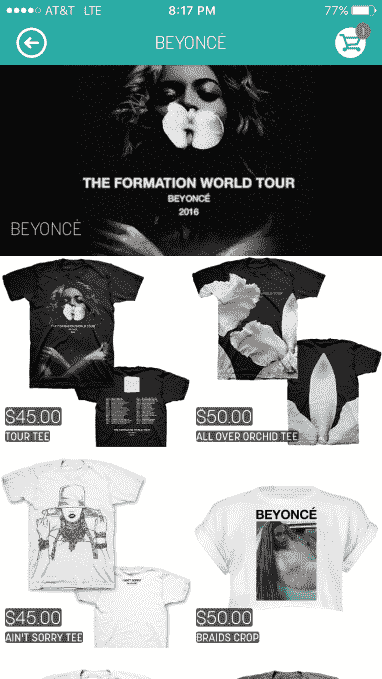 AT&T LTE 8:17 PM 77%
BEYONCÉ
THE FORMATION WORLD TOUR
BEYONCÉ
2016
BEYONCÉ
$45.00
TOUR TEE
$50.00
ALL OVER ORCHID TEE
BEYONCÉ
$45.00
AIN'T SORRY TEE
$50.00
BRAIDS CROP